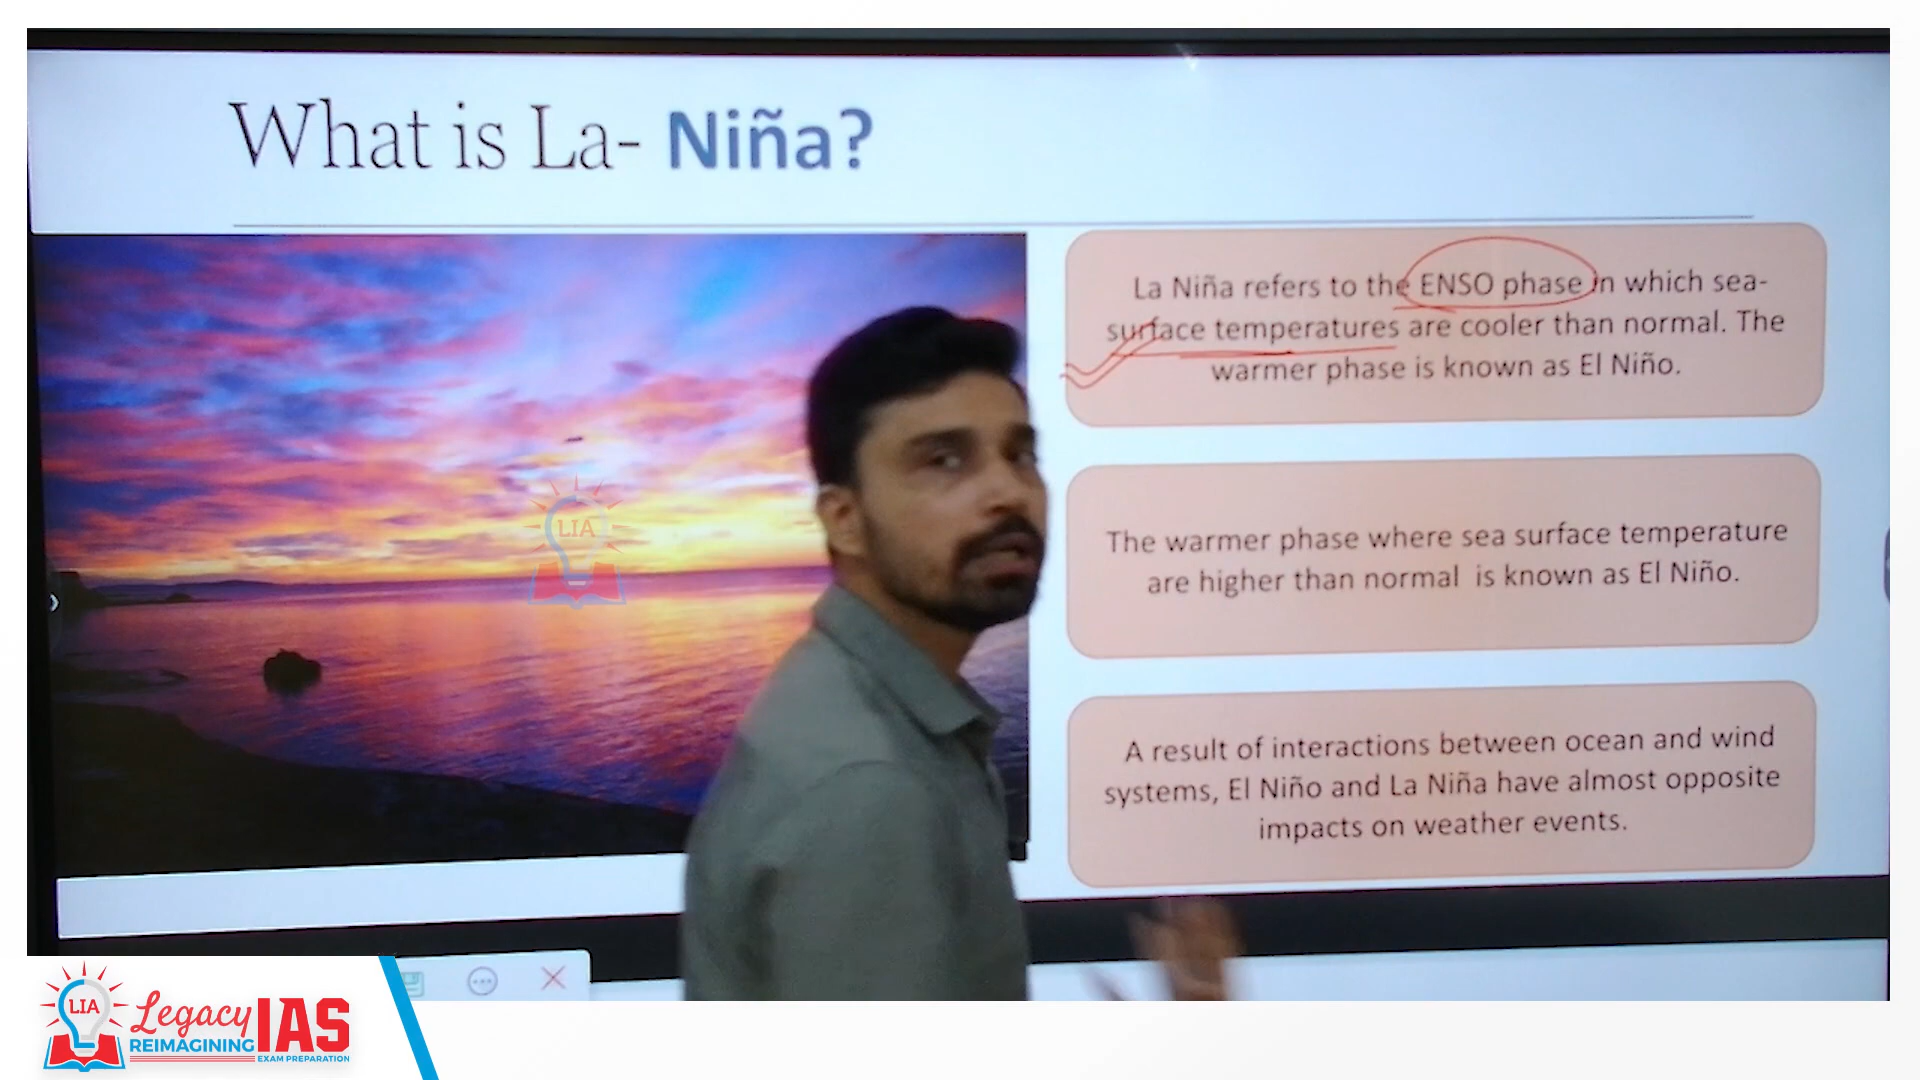 What is La- Niña?
La Niña refers to the ENSO phase in which sea-
surface temperatures are cooler than normal. The
warmer phase is known as El Niño.
The warmer phase where sea surface temperature
are higher than normal is known as El Niño.
A result of interactions between ocean and wind
systems, El Niño and La Niña have almost opposite
impacts on weather events.
LIA
LIA
Legacy IAS
REIMAGINING
EXAM PREPARATION